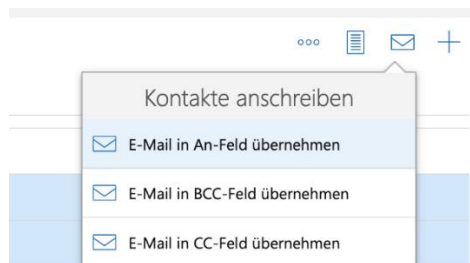 Kontakte anschreiben
E-Mail in An-Feld übernehmen
E-Mail in BCC-Feld übernehmen
E-Mail in CC-Feld übernehmen